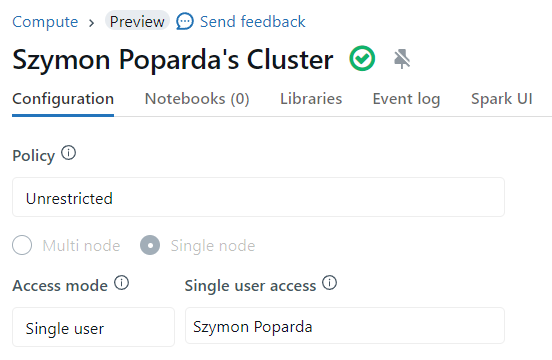 Compute > Preview Send feedback
Szymon Poparda's Cluster
Configuration Notebooks (0) Libraries Event log Spark UI
Policy
Unrestricted
Multi node Single node
Access mode Single user access
Single user Szymon Poparda